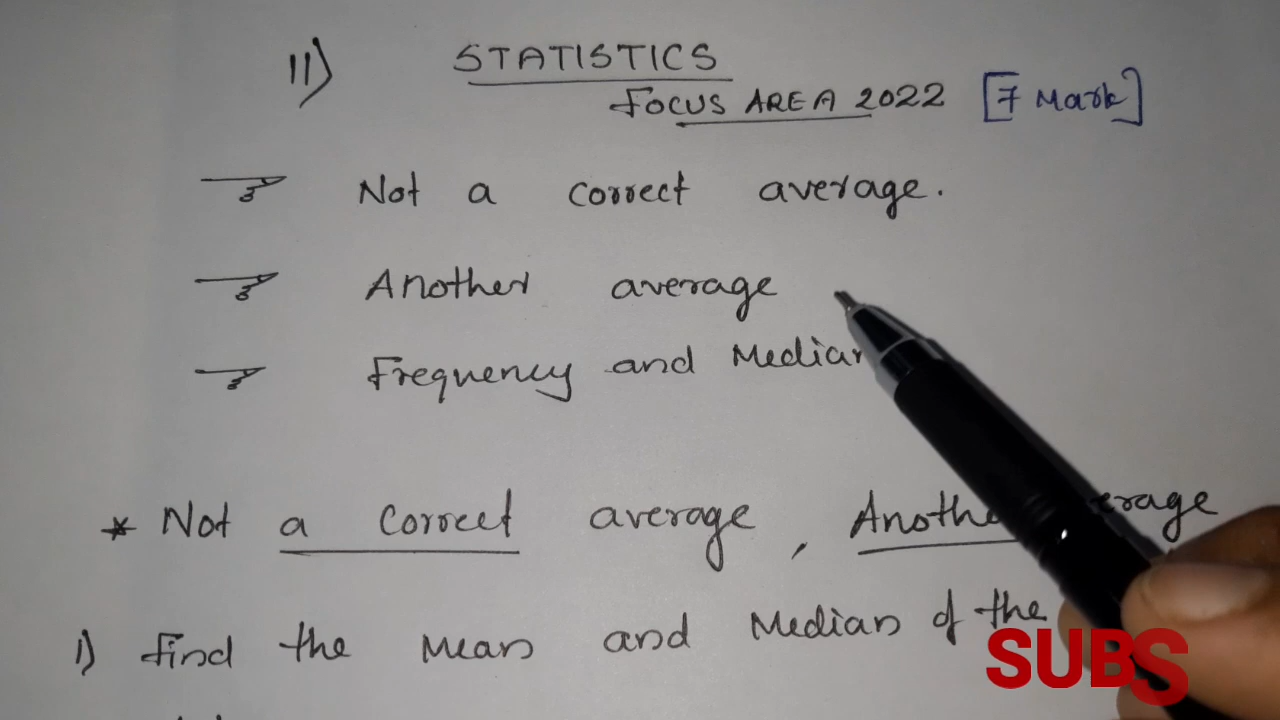 11) STATISTICS
Focus AREA 2022 [7 Mark]
Not a correct average.
Another average
Frequency and Median
* Not a correct average, Another average
1) Find the Mean and Median of the
SUBS